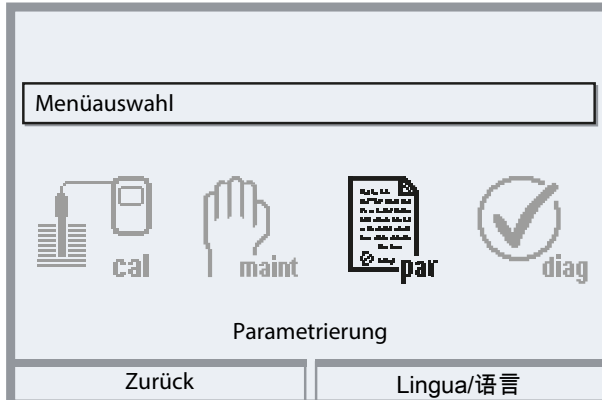 Menüauswahl
cal
maint
par
diag
Parametrierung
Zurück
Lingua/语言